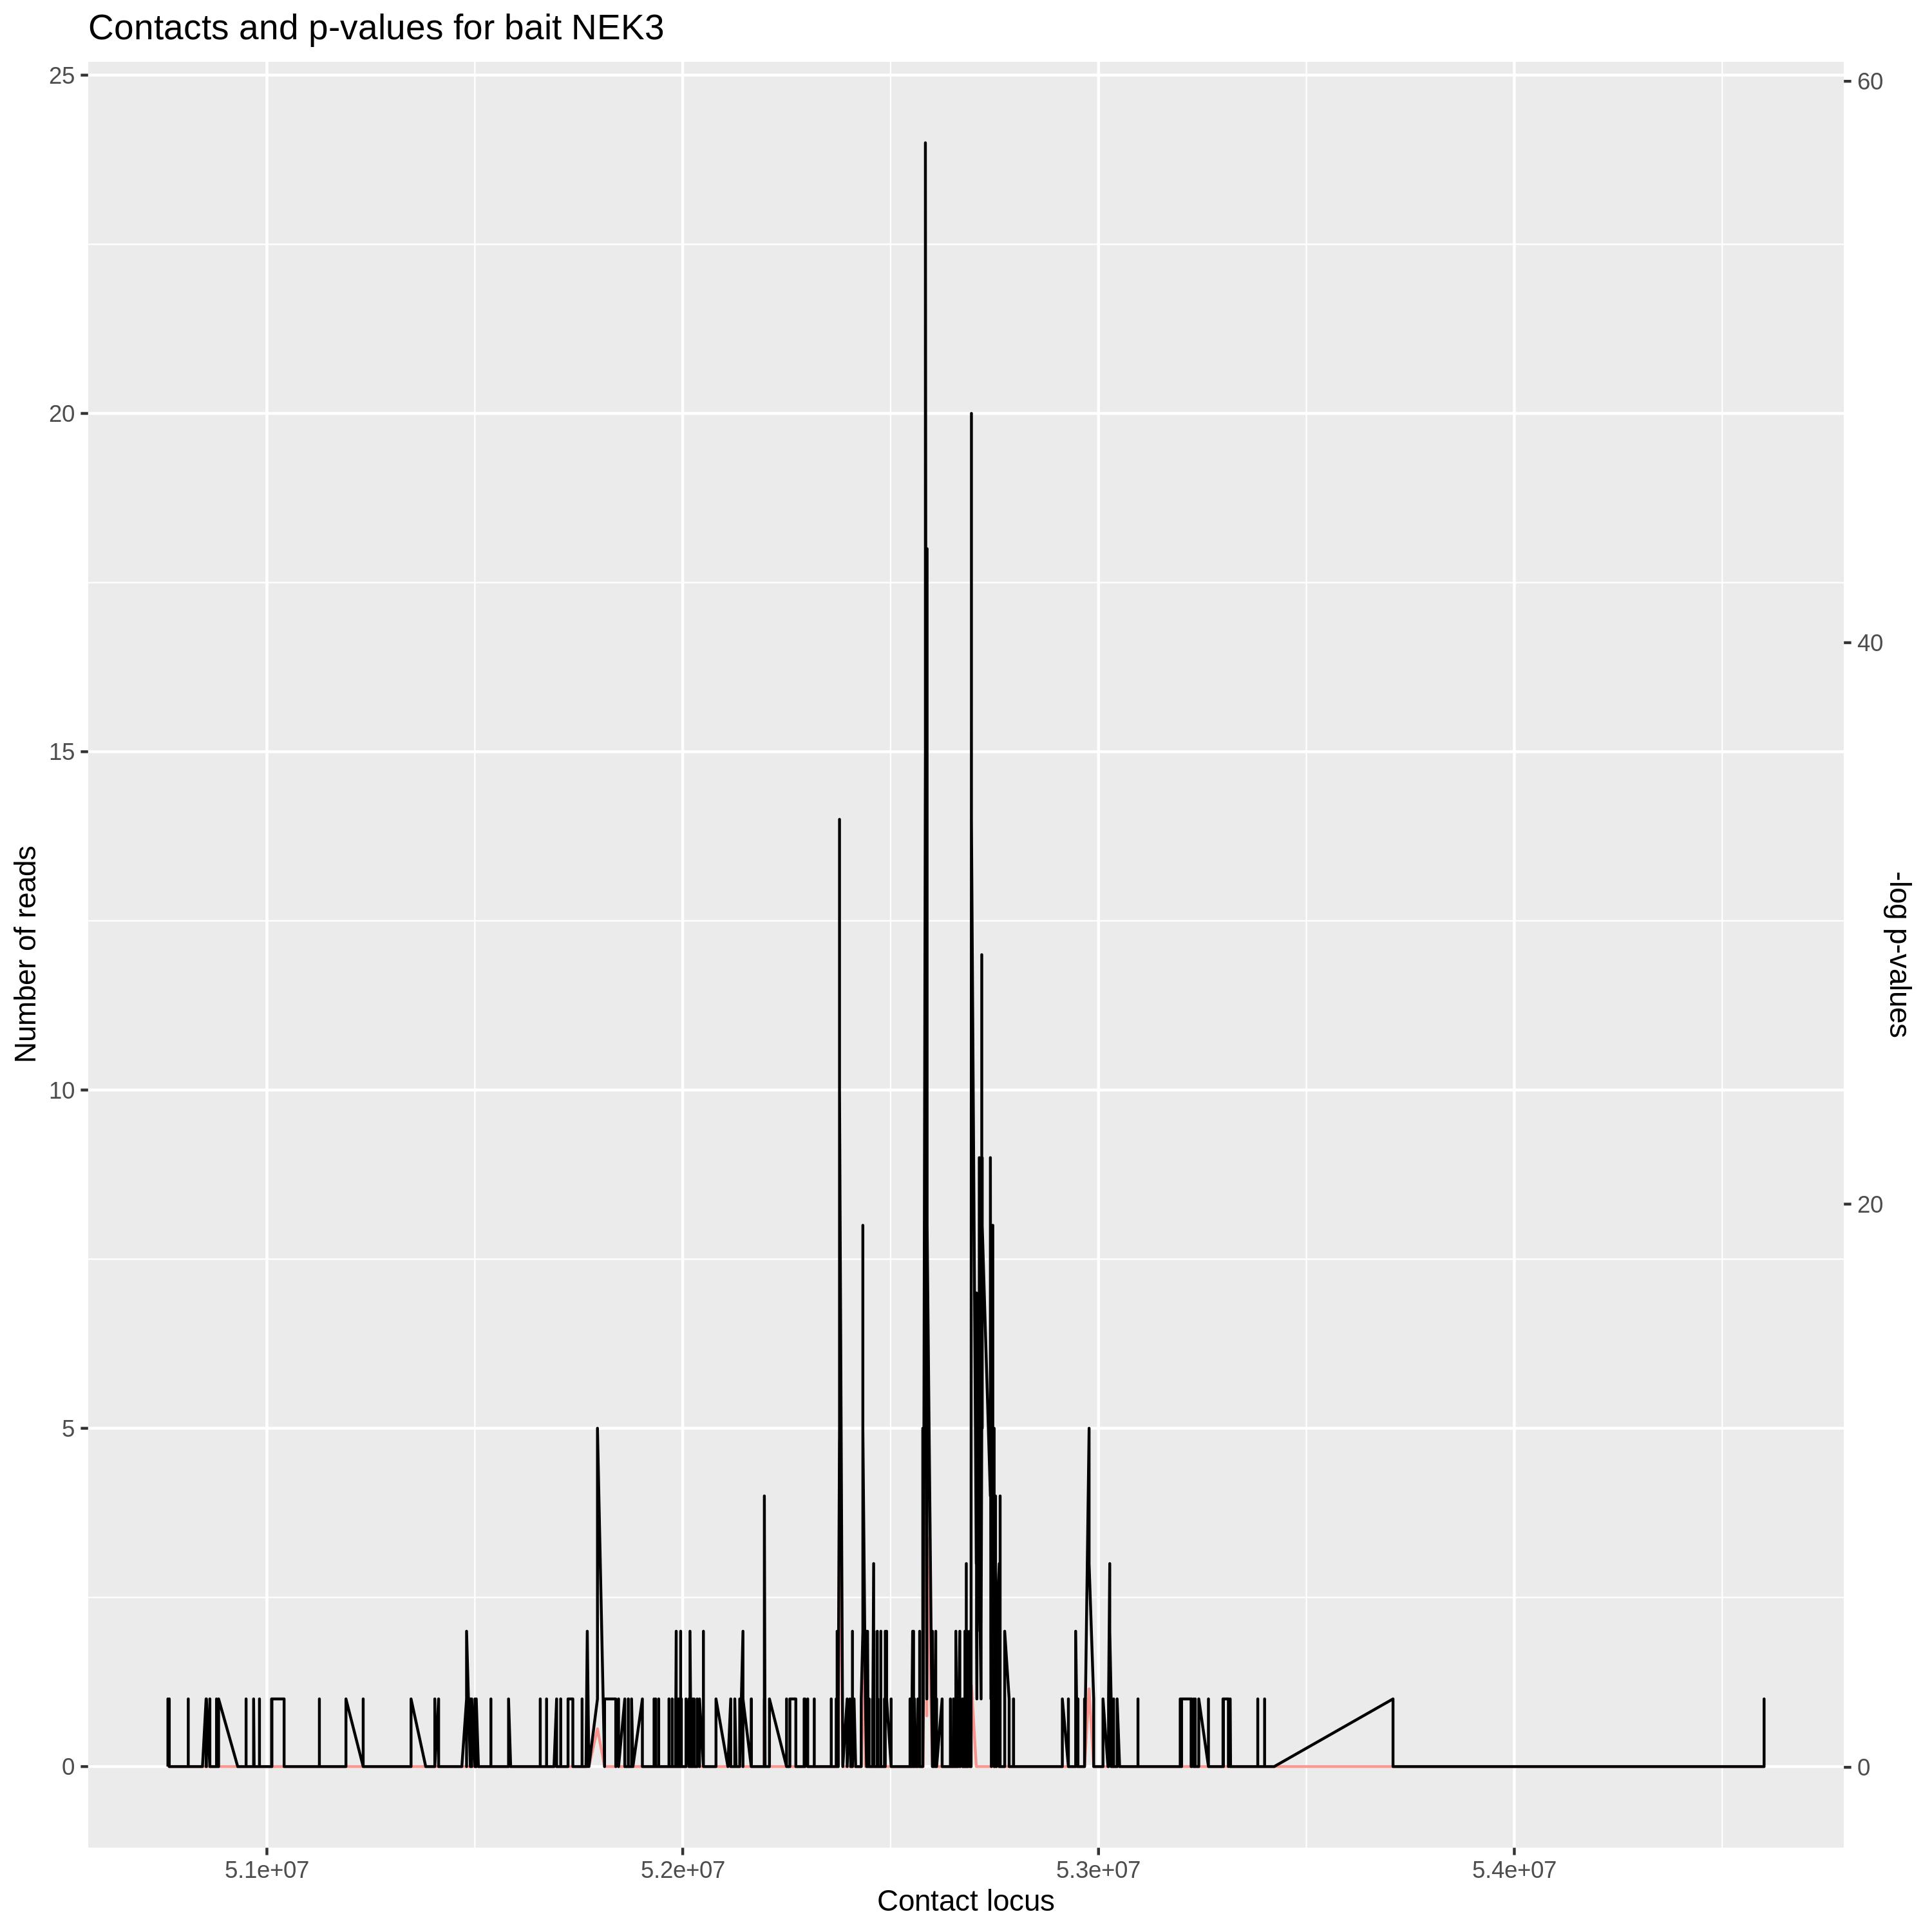 Contacts and p-values for bait NEK3
25
20
15
10
5
0
60
40
20
0
Number of reads
-log p-values
5.1e+07
5.2e+07
5.3e+07
5.4e+07
Contact locus